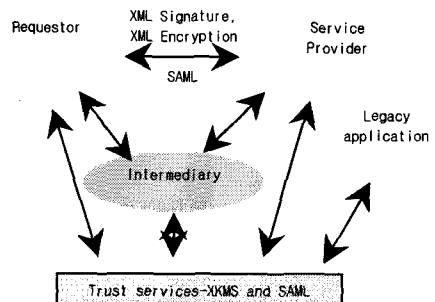 XML Signature,
Requestor
XML Encryption
Service
Provider
SAML
Legacy
application
Intermediary
Trust services-XKMS and SAML